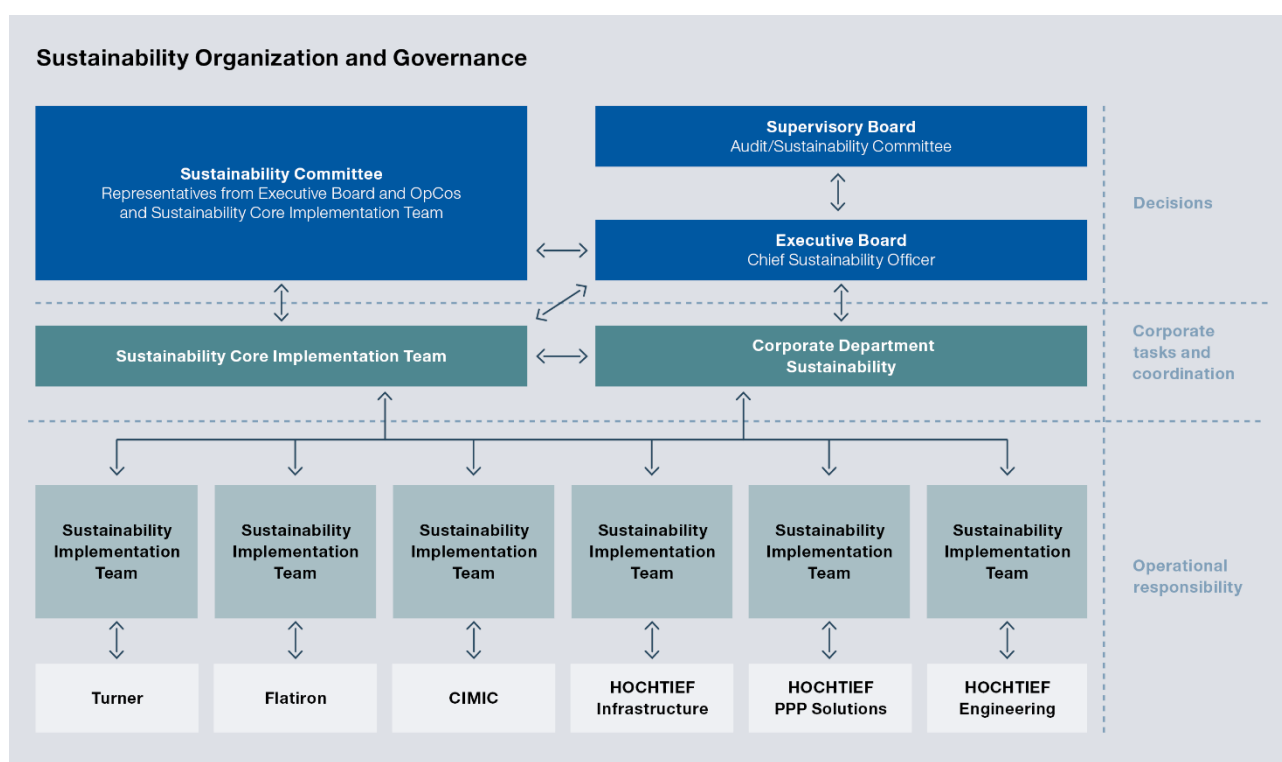 Sustainability Organization and Governance
Sustainability Committee
Representatives from Executive Board and OpCos
and Sustainability Core Implementation Team
Supervisory Board
Audit/Sustainability Committee
Executive Board
Chief Sustainability Officer
Decisions
Sustainability Core Implementation Team
Corporate Department
Sustainability
Corporate
tasks and
coordination
Sustainability
Implementation
Team
Sustainability
Implementation
Team
Sustainability
Implementation
Team
Sustainability
Implementation
Team
Sustainability
Implementation
Team
Sustainability
Implementation
Team
Operational
responsibility
Turner
Flatiron
CIMIC
HOCHTIEF
Infrastructure
HOCHTIEF
PPP Solutions
HOCHTIEF
Engineering